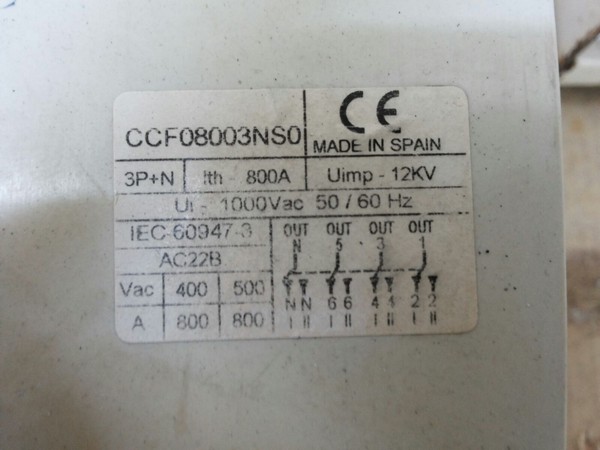 CCF08003NS0
CE
MADE IN SPAIN
3P+N Ith - 800A Uimp - 12KV
Ui - 1000Vac 50 / 60 Hz
IEC-60947-3
AC22B
Vac 400 500
A 800 800
OUT OUT OUT OUT
N 5 3 1
N N 6 6 4 4 2 2
I II I II I II I II